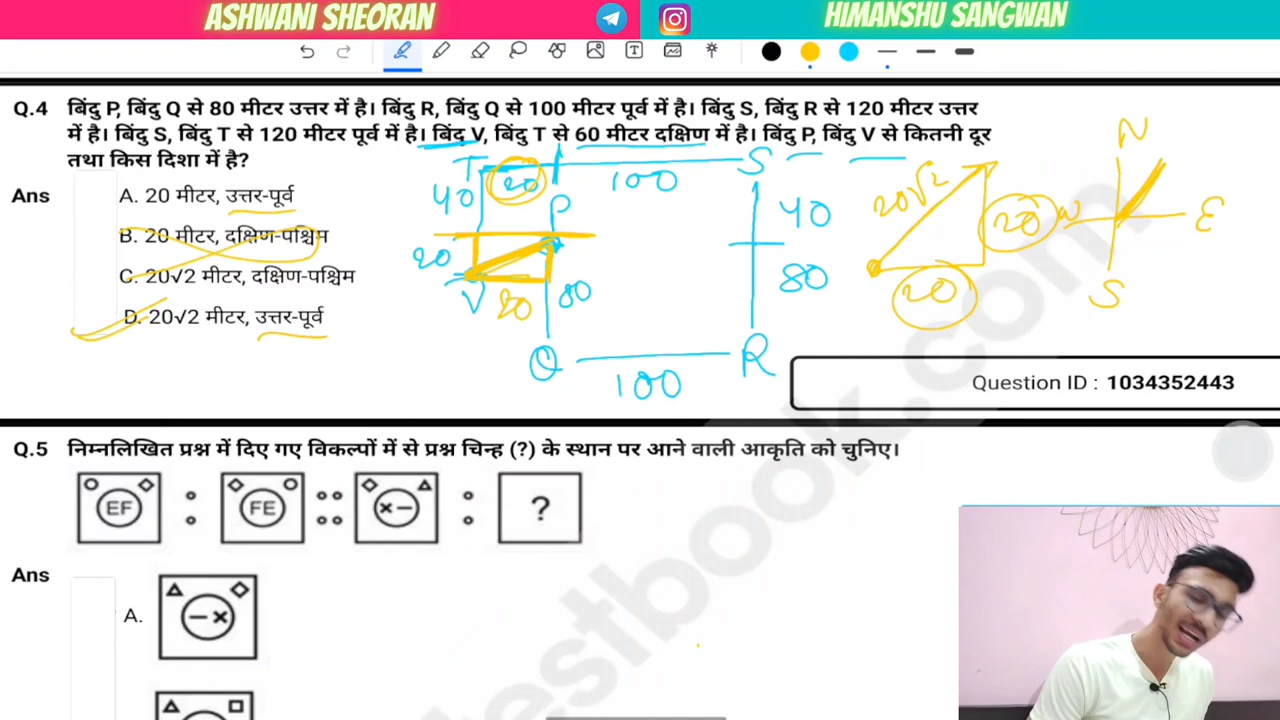 ASHWANI SHEORAN
HIMANSHU SANGWAN
Q.4 बिंदु P, बिंदु Q से 80 मीटर उत्तर में है। बिंदु R, बिंदु Q से 100 मीटर पूर्व में है। बिंदु S, बिंदु R से 120 मीटर उत्तर
में है। बिंदु S, बिंदु T से 120 मीटर पूर्व में है। बिंदु V, बिंदु T से 60 मीटर दक्षिण में है। बिंदु P, बिंदु V से कितनी दूर
तथा किस दिशा में है?
Ans A. 20 मीटर, उत्तर-पूर्व
B. 20 मीटर, दक्षिण-पश्चिम
C. 20√2 मीटर, दक्षिण-पश्चिम
D. 20√2 मीटर, उत्तर-पूर्व
T 20 100 S
40 P 40
20 80
V 20 80
Q 100 R
20√2 20
20
N
W E
S
Question ID : 1034352443
Q.5 निम्नलिखित प्रश्न में दिए गए विकल्पों में से प्रश्न चिन्ह (?) के स्थान पर आने वाली आकृति को चुनिए।
EF FE × − ?
Ans
A. − ×
testbook.com